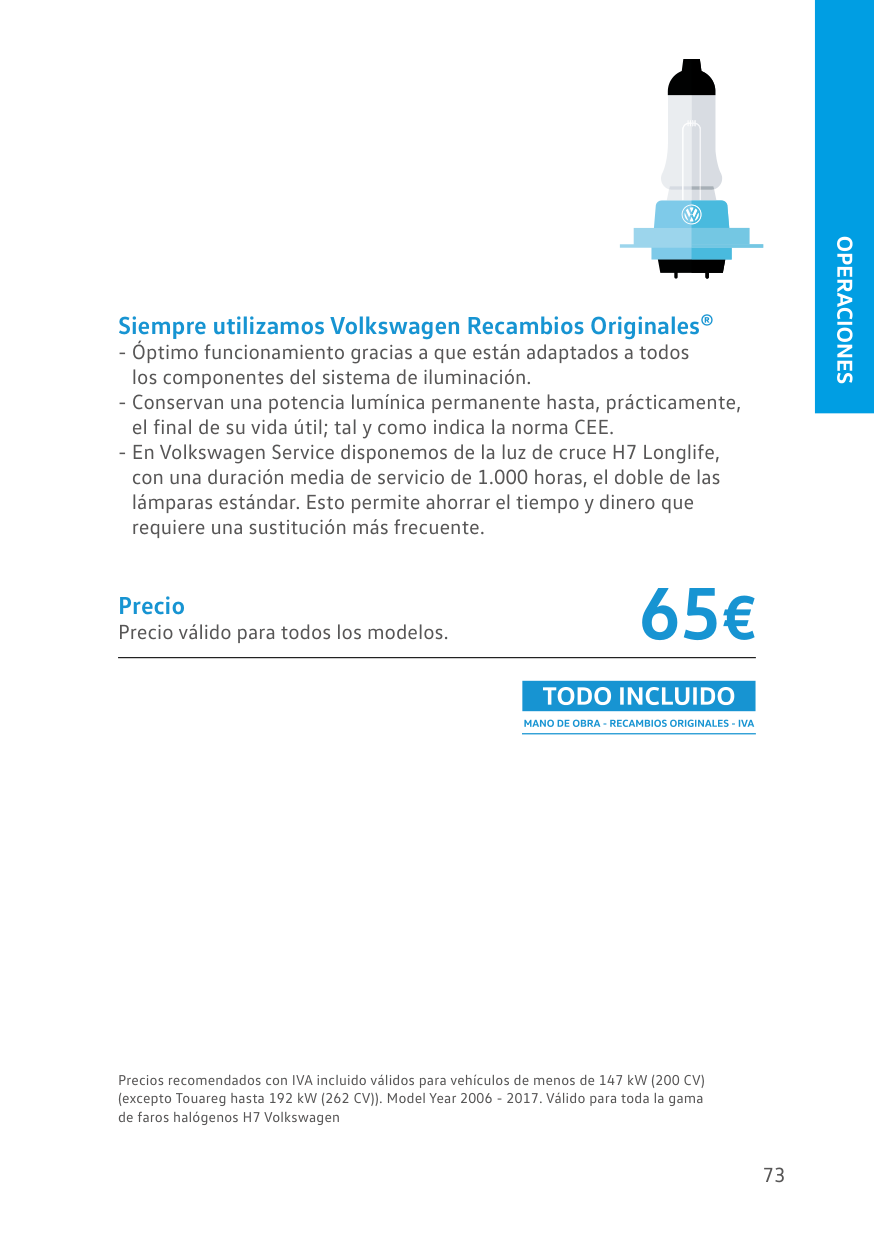 OPERACIONES
Siempre utilizamos Volkswagen Recambios Originales®
- Óptimo funcionamiento gracias a que están adaptados a todos
los componentes del sistema de iluminación.
- Conservan una potencia lumínica permanente hasta, prácticamente,
el final de su vida útil; tal y como indica la norma CEE.
- En Volkswagen Service disponemos de la luz de cruce H7 Longlife,
con una duración media de servicio de 1.000 horas, el doble de las
lámparas estándar. Esto permite ahorrar el tiempo y dinero que
requiere una sustitución más frecuente.
Precio
Precio válido para todos los modelos.
65€
TODO INCLUIDO
MANO DE OBRA - RECAMBIOS ORIGINALES - IVA
Precios recomendados con IVA incluido válidos para vehículos de menos de 147 kW (200 CV)
(excepto Touareg hasta 192 kW (262 CV)). Model Year 2006 - 2017. Válido para toda la gama
de faros halógenos H7 Volkswagen
73